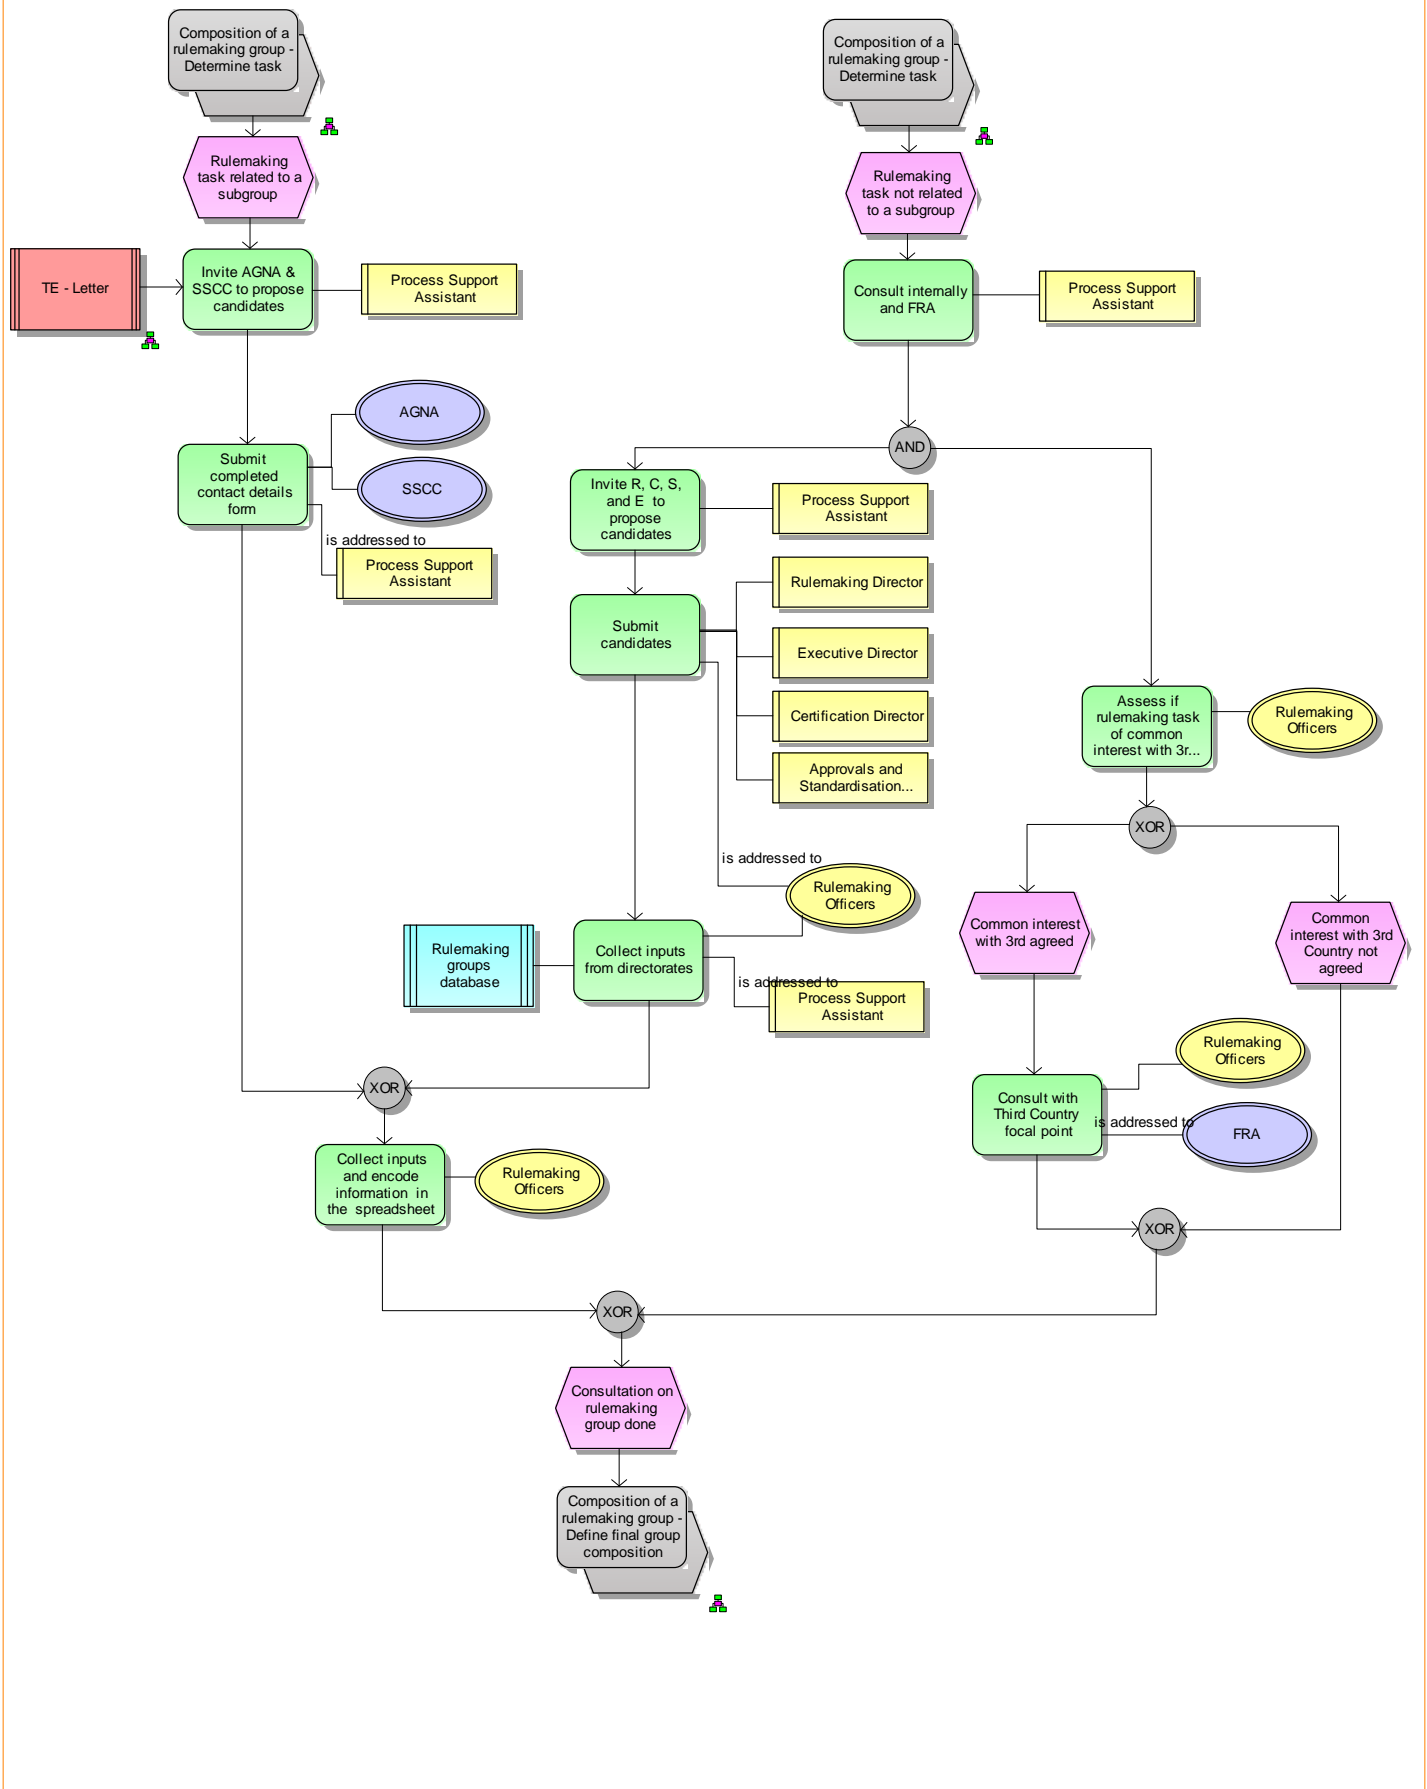 Composition of a
rulemaking group -
Determine task
Composition of a
rulemaking group -
Determine task
Rulemaking
task related to a
subgroup
Rulemaking
task not related
to a subgroup
TE - Letter
Invite AGNA &
SSCC to propose
candidates
Process Support
Assistant
Consult internally
and FRA
Process Support
Assistant
AGNA
Submit
completed
contact details
form
SSCC
is addressed to
Process Support
Assistant
AND
Invite R, C, S,
and E to
propose
candidates
Process Support
Assistant
Submit
candidates
Rulemaking Director
Executive Director
Certification Director
Approvals and
Standardisation...
Assess if
rulemaking task
of common
interest with 3r...
Rulemaking
Officers
XOR
is addressed to
Rulemaking
Officers
Common interest
with 3rd agreed
Common
interest with 3rd
Country not
agreed
Rulemaking
groups
database
Collect inputs
from directorates
is addressed to
Process Support
Assistant
Rulemaking
Officers
Consult with
Third Country
focal point
is addressed to
FRA
XOR
Collect inputs
and encode
information in
the spreadsheet
Rulemaking
Officers
XOR
XOR
Consultation on
rulemaking
group done
Composition of a
rulemaking group -
Define final group
composition